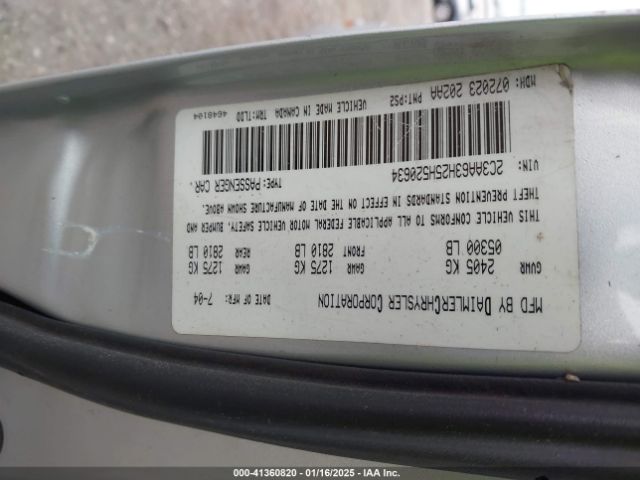 MFD BY DAIMLERCHRYSLER CORPORATION DATE OF MFR: 7-04
GVWR GAWR FRONT GAWR REAR
2405 KG 1275 KG 1275 KG
05300 LB 2810 LB 2810 LB
THIS VEHICLE CONFORMS TO ALL APPLICABLE FEDERAL MOTOR VEHICLE SAFETY, BUMPER AND
THEFT PREVENTION STANDARDS IN EFFECT ON THE DATE OF MANUFACTURE SHOWN ABOVE.
VIN: 2C3AA63H25H520634 TYPE: PASSENGER CAR.
MDH: 072023 202AA PNT:PS2 VEHICLE MADE IN CANADA TRM:TLDD 4648104
000-41360820 - 01/16/2025 - IAA Inc.